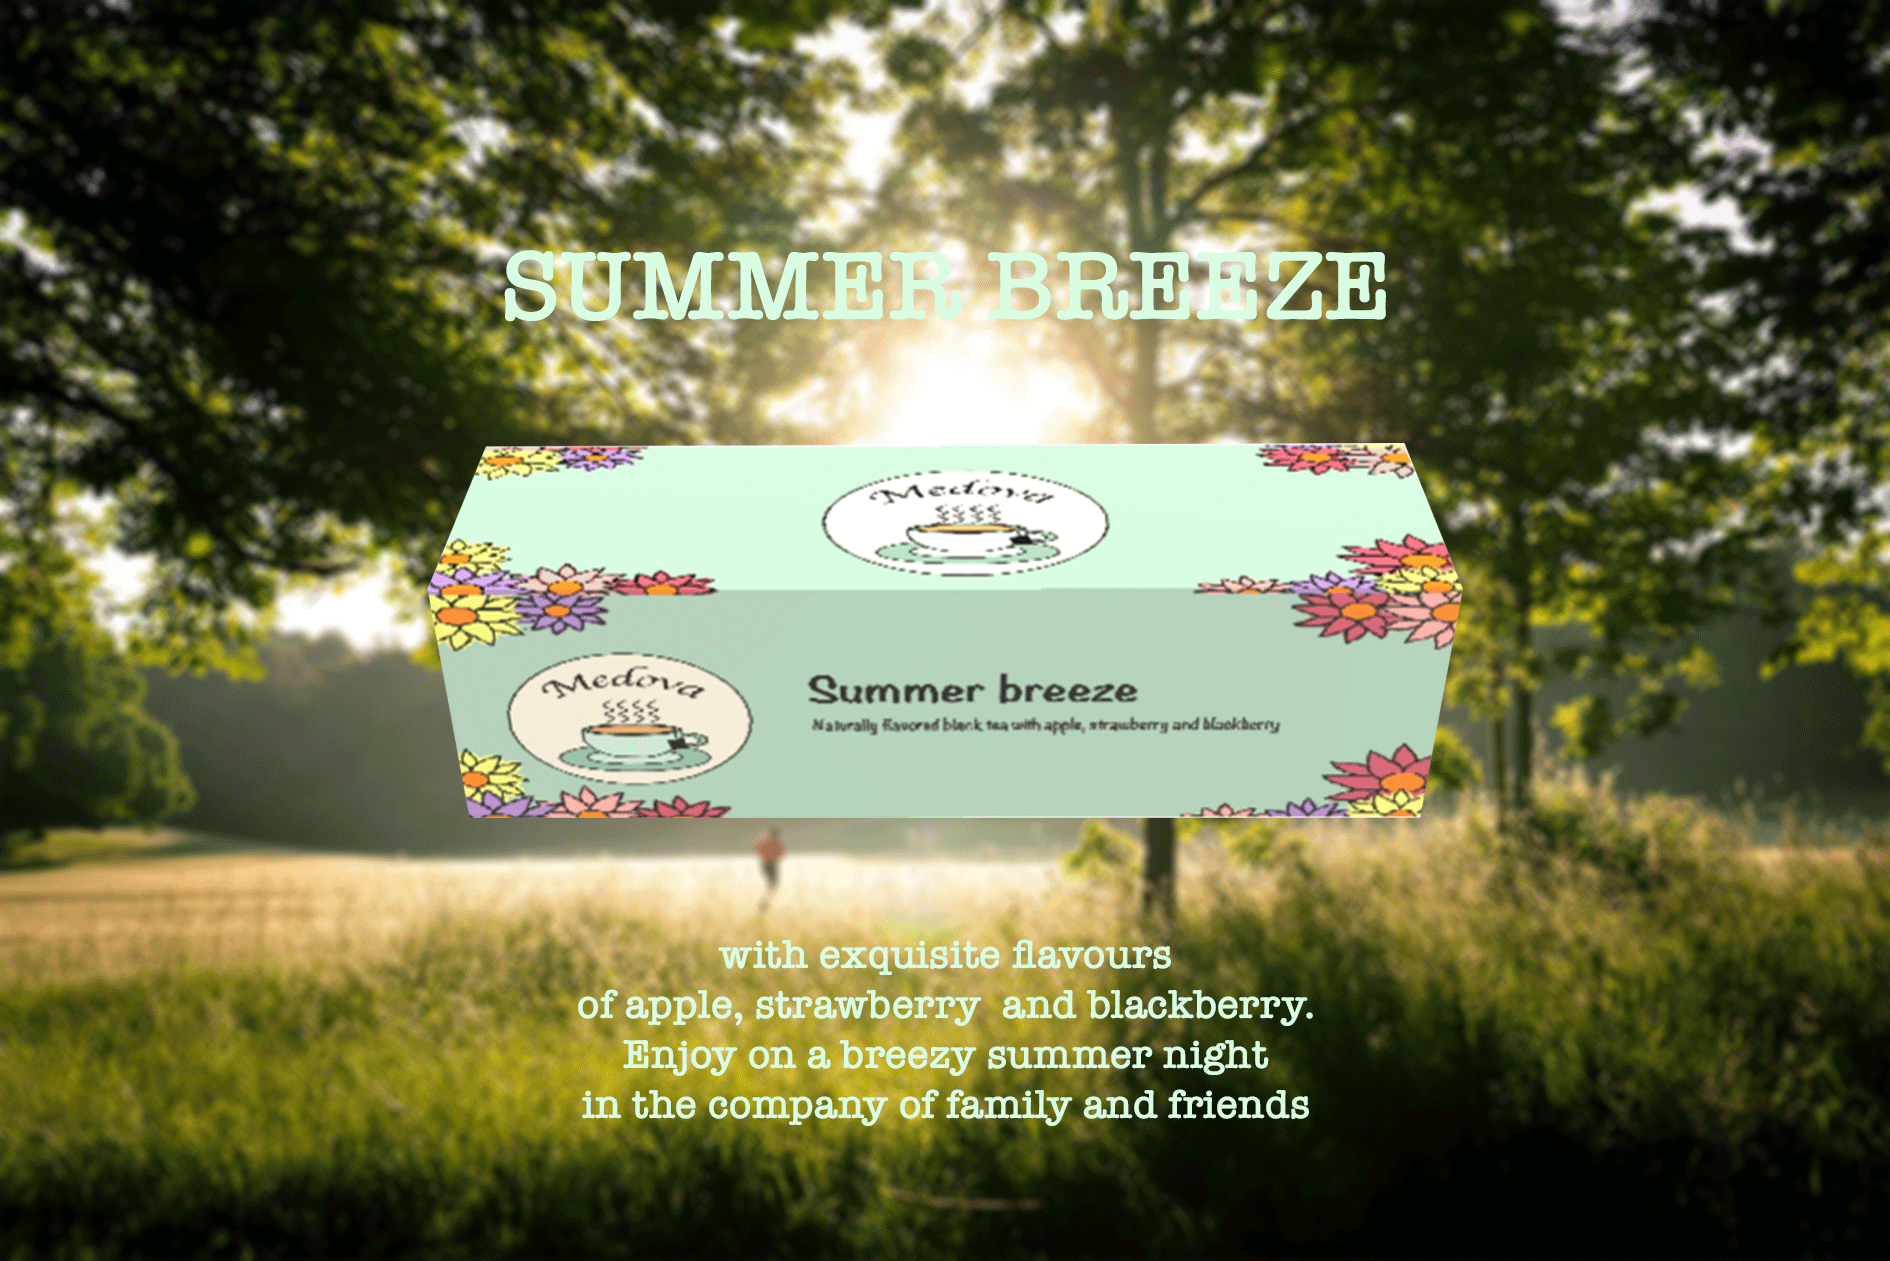 SUMMER BREEZE
Medova
Medova
Summer breeze
Naturally flavored black tea with apple, strawberry and blackberry
with exquisite flavours
of apple, strawberry  and blackberry.
Enjoy on a breezy summer night
in the company of family and friends